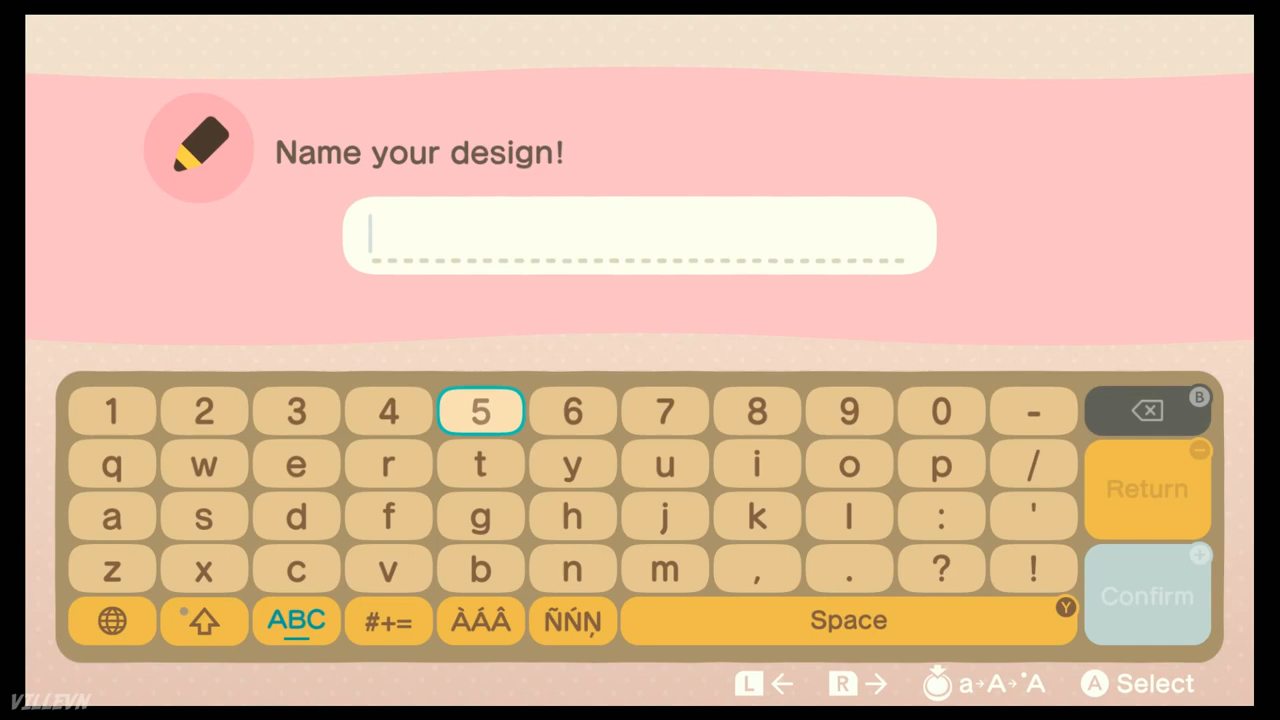 Name your design!
1 2 3 4 5 6 7 8 9 0 - B
q w e r t y u i o p / Return
a s d f g h j k l : '
z x c v b n m , . ? ! + Confirm
ABC #+= ÀÁÂ ÑŃŅ Space Y
L ← R → a→A→•A A Select
VILLEVN